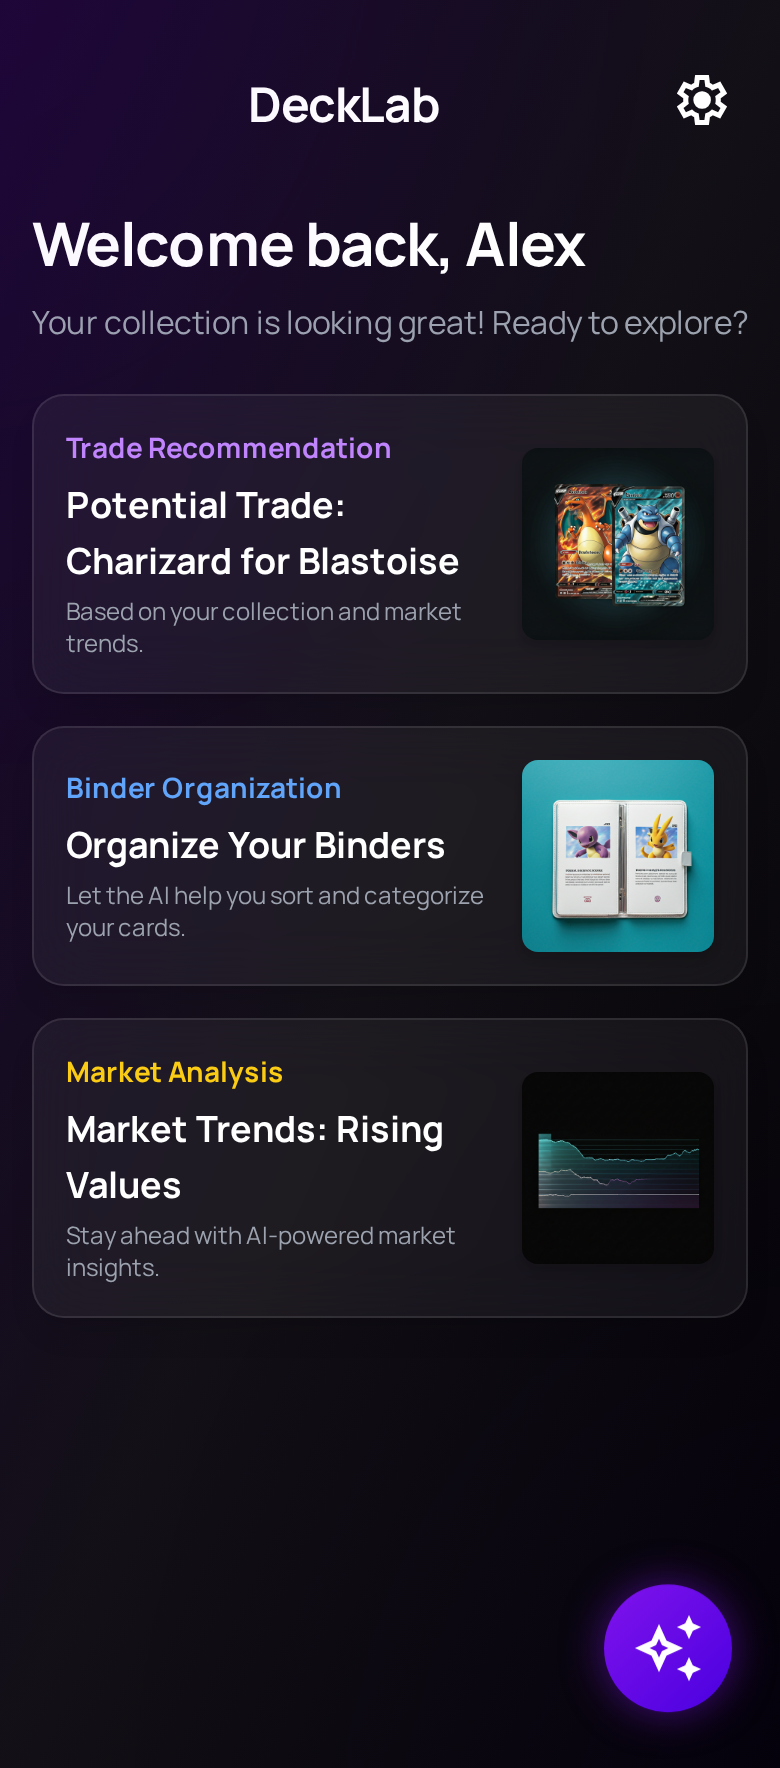 DeckLab
Welcome back, Alex
Your collection is looking great! Ready to explore?
Trade Recommendation
Potential Trade:
Charizard for Blastoise
Based on your collection and market
trends.
Binder Organization
Organize Your Binders
Let the AI help you sort and categorize
your cards.
Market Analysis
Market Trends: Rising
Values
Stay ahead with AI-powered market
insights.